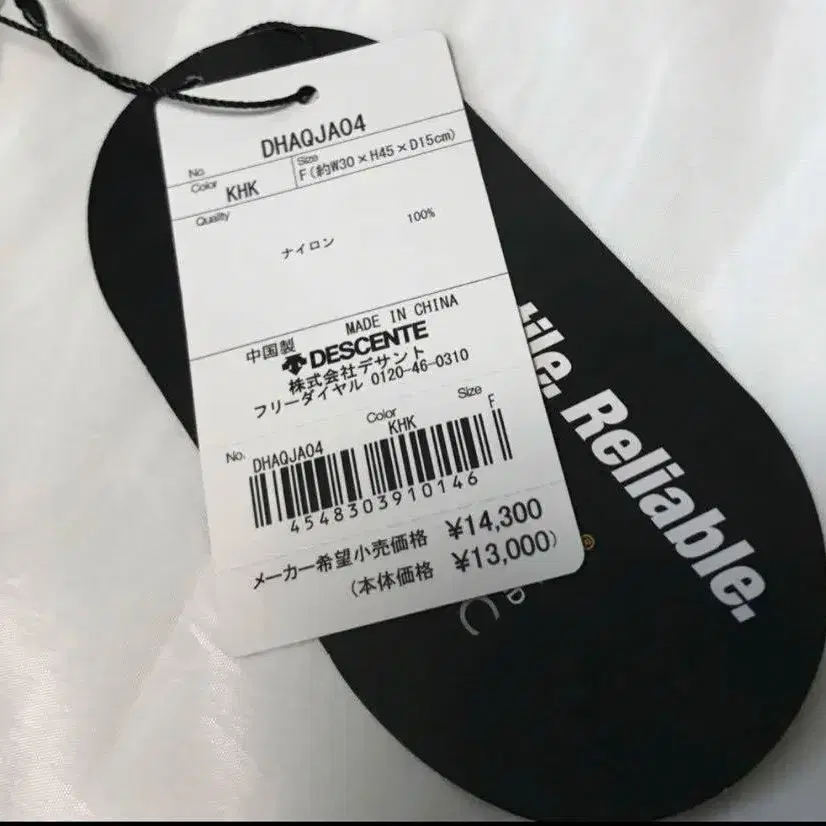 No. DHAQJA04
Color KHK Size F(約W30×H45×D15cm)
Quality
ナイロン 100%
中国製 MADE IN CHINA
DESCENTE
株式会社デサント
フリーダイヤル 0120-46-0310
No. DHAQJA04 Color KHK Size F
4548303910146
メーカー希望小売価格 ¥14,300
(本体価格 ¥13,000)
Reliable.